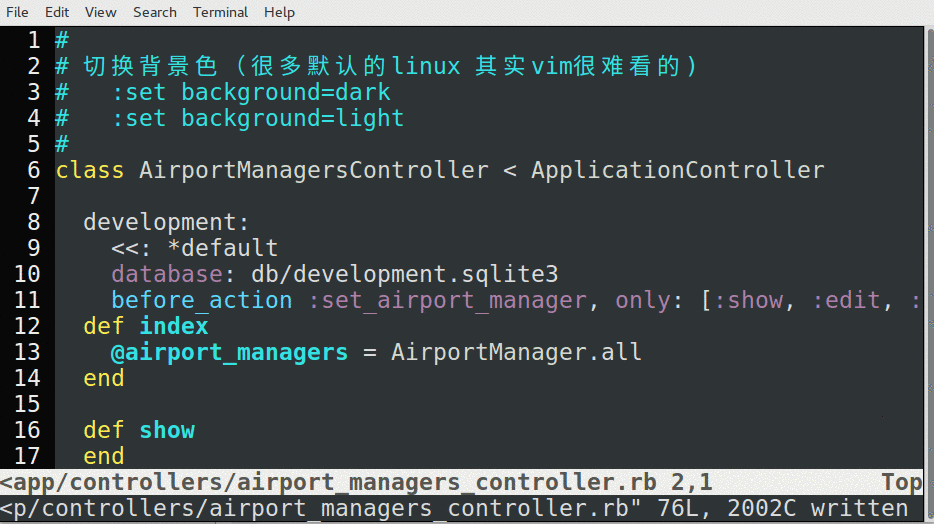 File Edit View Search Terminal Help
1 #
2 # 切换背景色（很多默认的linux 其实vim很难看的)
3 #   :set background=dark
4 #   :set background=light
5 #
6 class AirportManagersController < ApplicationController
7
8   development:
9     <<: *default
10     database: db/development.sqlite3
11     before_action :set_airport_manager, only: [:show, :edit, :
12   def index
13     @airport_managers = AirportManager.all
14   end
15
16   def show
17   end
<app/controllers/airport_managers_controller.rb 2,1 Top
<p/controllers/airport_managers_controller.rb" 76L, 2002C written